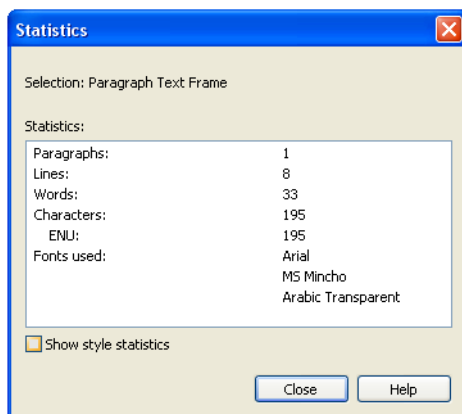 Statistics
Selection: Paragraph Text Frame
Statistics:
Paragraphs: 1
Lines: 8
Words: 33
Characters: 195
ENU: 195
Fonts used: Arial
MS Mincho
Arabic Transparent
Show style statistics
Close Help